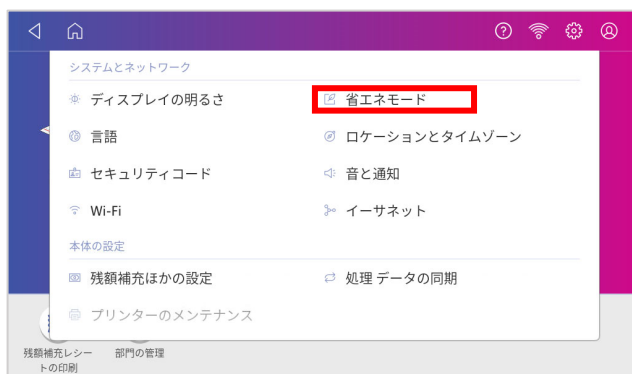 システムとネットワーク
ディスプレイの明るさ
省エネモード
言語
ロケーションとタイムゾーン
セキュリティコード
音と通知
Wi-Fi
イーサネット
本体の設定
残額補充ほかの設定
処理 データの同期
プリンターのメンテナンス
残額補充レシー
トの印刷
部門の管理